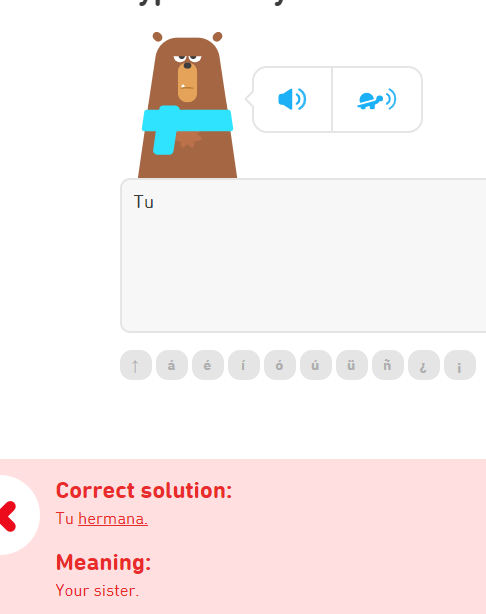 Tu
↑ á é í ó ú ü ñ ¿ ¡
Correct solution:
Tu hermana.
Meaning:
Your sister.